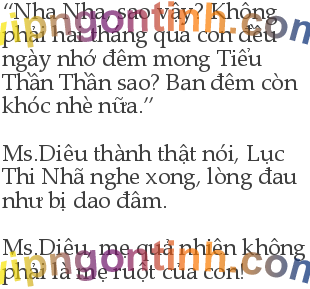 “Nha Nha, sao vậy? Không
phải hai tháng qua con đều
ngày nhớ đêm mong Tiểu
Thần Thần sao? Ban đêm còn
khóc nhè nữa.”
Ms.Diêu thành thật nói, Lục
Thi Nhã nghe xong, lòng đau
như bị dao đâm.
Ms.Diêu, mẹ quả nhiên không
phải là mẹ ruột của con!